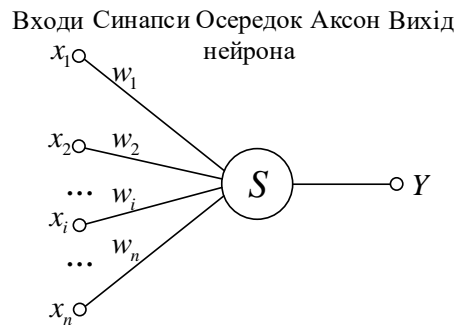 Входи Синапси Осередок Аксон Вихід
нейрона
x₁
w₁
x₂
w₂
S
Y
...
wᵢ
xᵢ
...
wₙ
xₙ